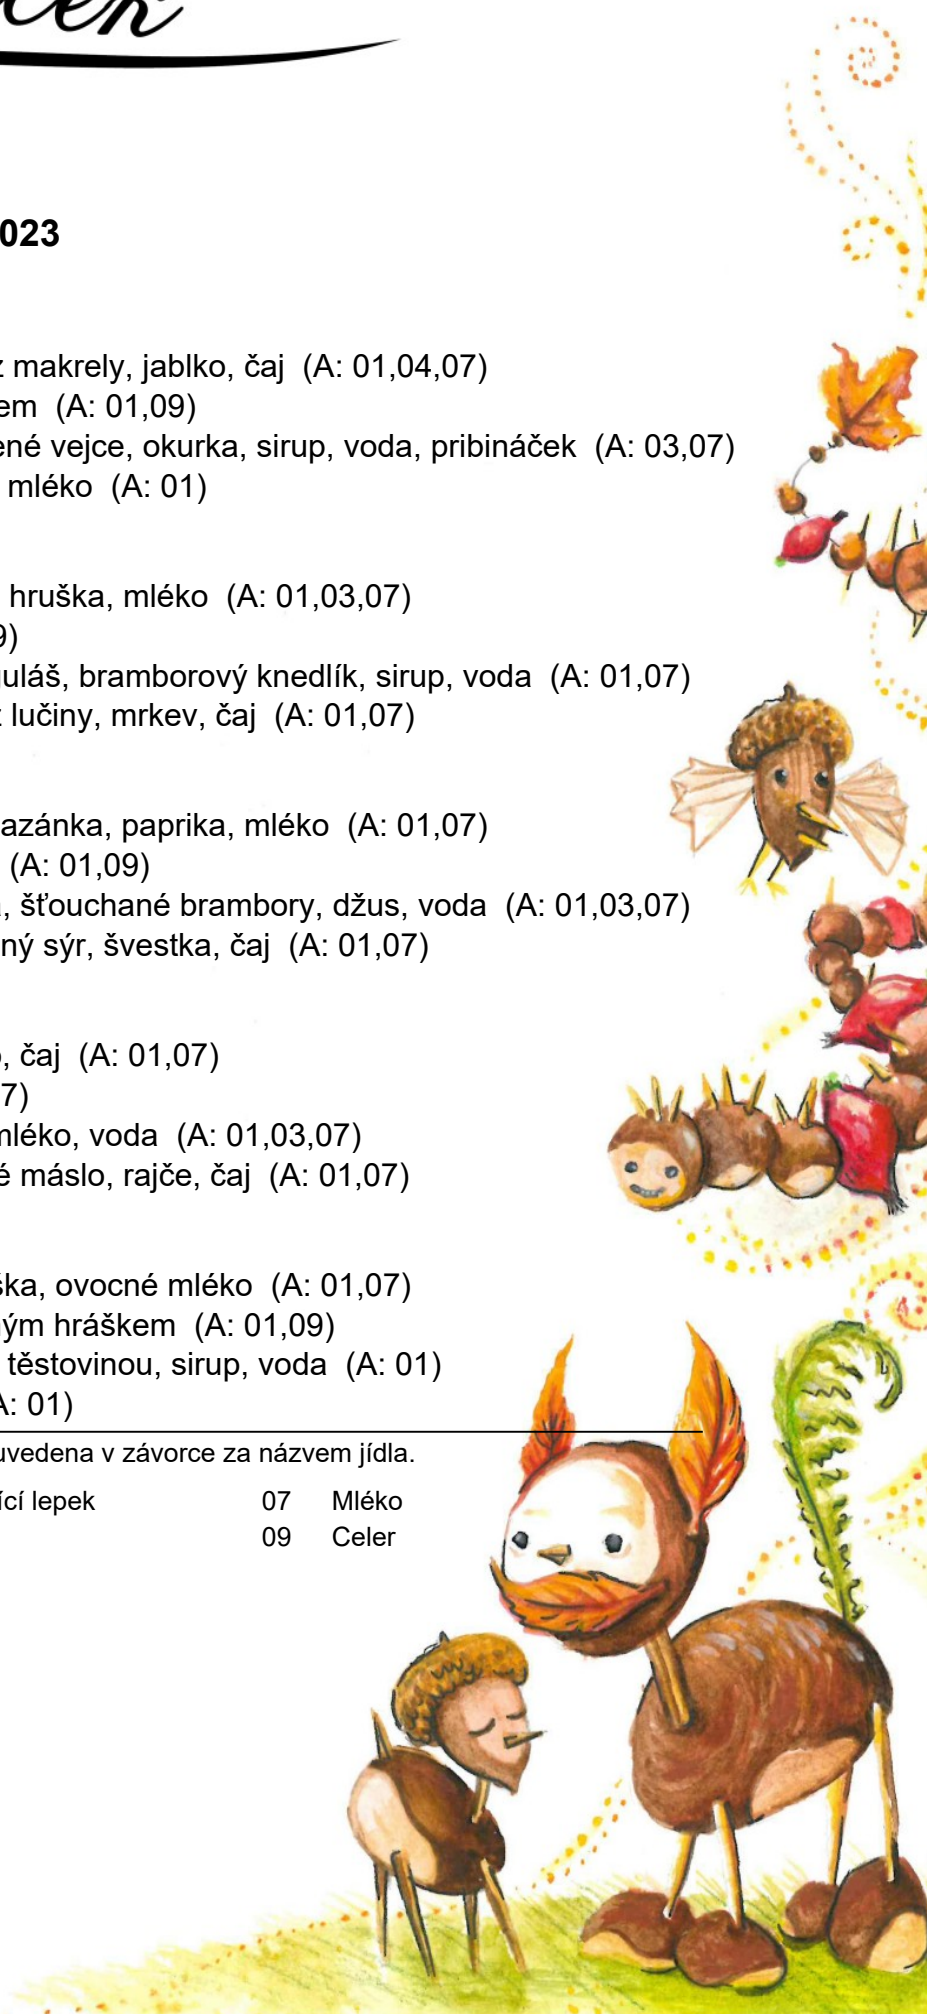 ček
023
z makrely, jablko, čaj (A: 01,04,07)
em (A: 01,09)
ené vejce, okurka, sirup, voda, pribináček (A: 03,07)
mléko (A: 01)
hruška, mléko (A: 01,03,07)
9)
guláš, bramborový knedlík, sirup, voda (A: 01,07)
z lučiny, mrkev, čaj (A: 01,07)
azánka, paprika, mléko (A: 01,07)
(A: 01,09)
, šťouchané brambory, džus, voda (A: 01,03,07)
ný sýr, švestka, čaj (A: 01,07)
o, čaj (A: 01,07)
7)
mléko, voda (A: 01,03,07)
é máslo, rajče, čaj (A: 01,07)
ška, ovocné mléko (A: 01,07)
ným hráškem (A: 01,09)
těstovinou, sirup, voda (A: 01)
A: 01)
uvedena v závorce za názvem jídla.
ící lepek 07 Mléko
09 Celer